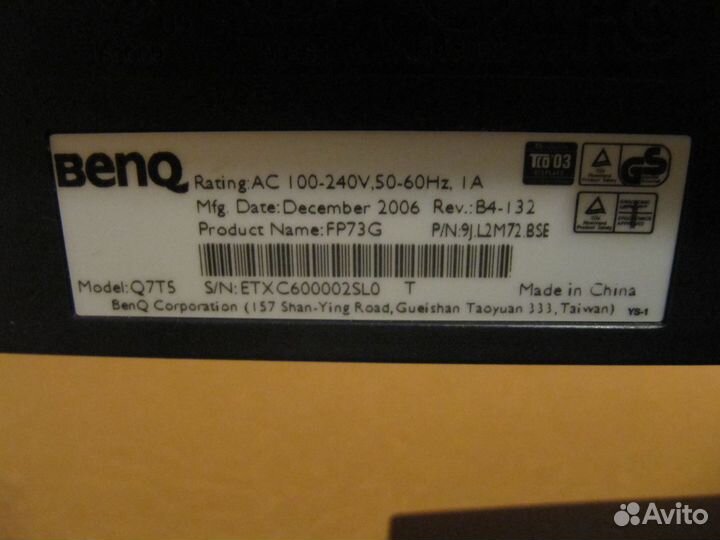 BenQ
Rating:AC 100-240V,50-60Hz, 1A
Mfg. Date:December 2006 Rev.: B4-132
Product Name:FP73G P/N:9J.L2M72.BSE
Model:Q7T5 S/N:ETXC600002SL0 T Made in China
BenQ Corporation (157 Shan-Ying Road, Gueishan Taoyuan 333, Taiwan) YS-1
TCO 03
Avito